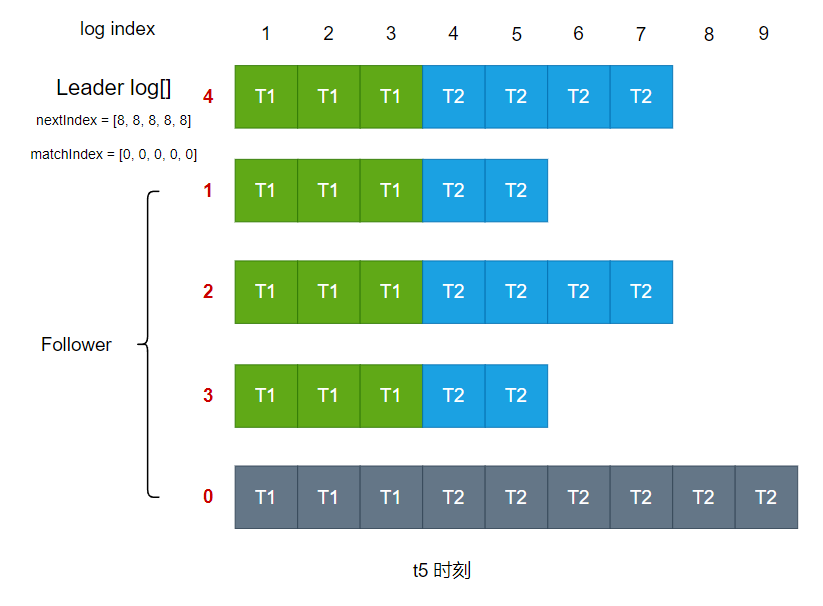 log index 1 2 3 4 5 6 7 8 9
Leader log[] 4 T1 T1 T1 T2 T2 T2 T2
nextIndex = [8, 8, 8, 8, 8]
matchIndex = [0, 0, 0, 0, 0]
1 T1 T1 T1 T2 T2
2 T1 T1 T1 T2 T2 T2 T2
Follower
3 T1 T1 T1 T2 T2
0 T1 T1 T1 T2 T2 T2 T2 T2 T2
t5 时刻